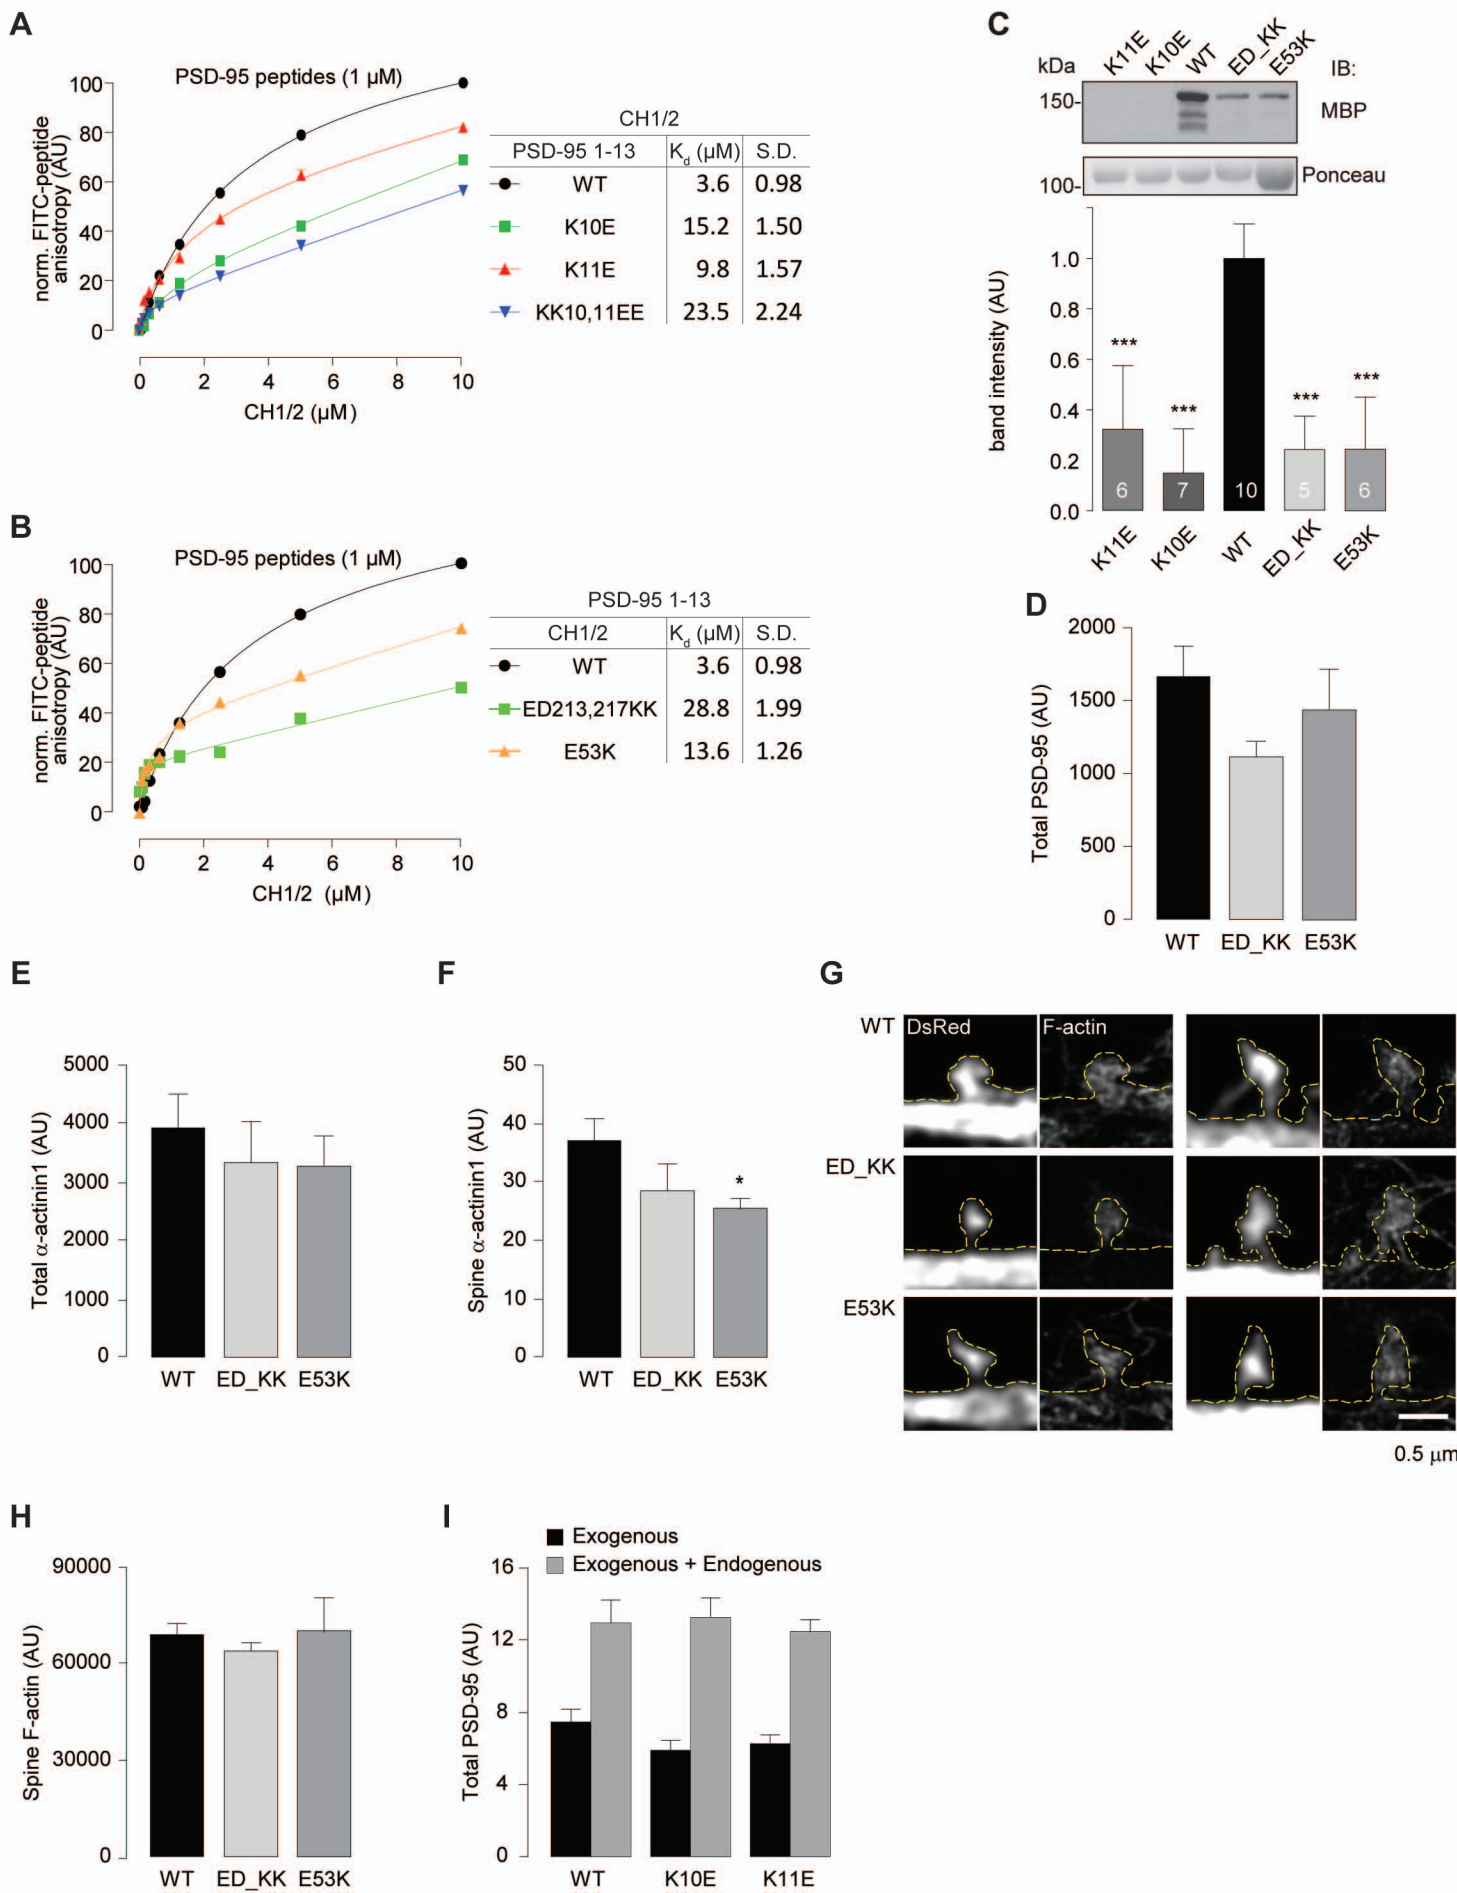 A
PSD-95 peptides (1 µM)
norm. FITC-peptide
anisotropy (AU)
100
80
60
40
20
0
0 2 4 6 8 10
CH1/2 (µM)
CH1/2
PSD-95 1-13 Kd (µM) S.D.
WT 3.6 0.98
K10E 15.2 1.50
K11E 9.8 1.57
KK10,11EE 23.5 2.24
B
PSD-95 peptides (1 µM)
norm. FITC-peptide
anisotropy (AU)
100
80
60
40
20
0
0 2 4 6 8 10
CH1/2 (µM)
PSD-95 1-13
CH1/2 Kd (µM) S.D.
WT 3.6 0.98
ED213,217KK 28.8 1.99
E53K 13.6 1.26
C
kDa K11E K10E WT ED_KK E53K IB:
150- MBP
100- Ponceau
band intensity (AU)
1.0
0.8
0.6
0.4
0.2
0.0
*** *** *** ***
6 7 10 5 6
K11E K10E WT ED_KK E53K
D
Total PSD-95 (AU)
2000
1500
1000
500
0
WT ED_KK E53K
E
Total α-actinin1 (AU)
5000
4000
3000
2000
1000
0
WT ED_KK E53K
F
Spine α-actinin1 (AU)
50
40
30
20
10
0
*
WT ED_KK E53K
G
WT DsRed F-actin
ED_KK
E53K
0.5 µm
H
Spine F-actin (AU)
90000
60000
30000
0
WT ED_KK E53K
I
Exogenous
Exogenous + Endogenous
Total PSD-95 (AU)
16
12
8
4
0
WT K10E K11E